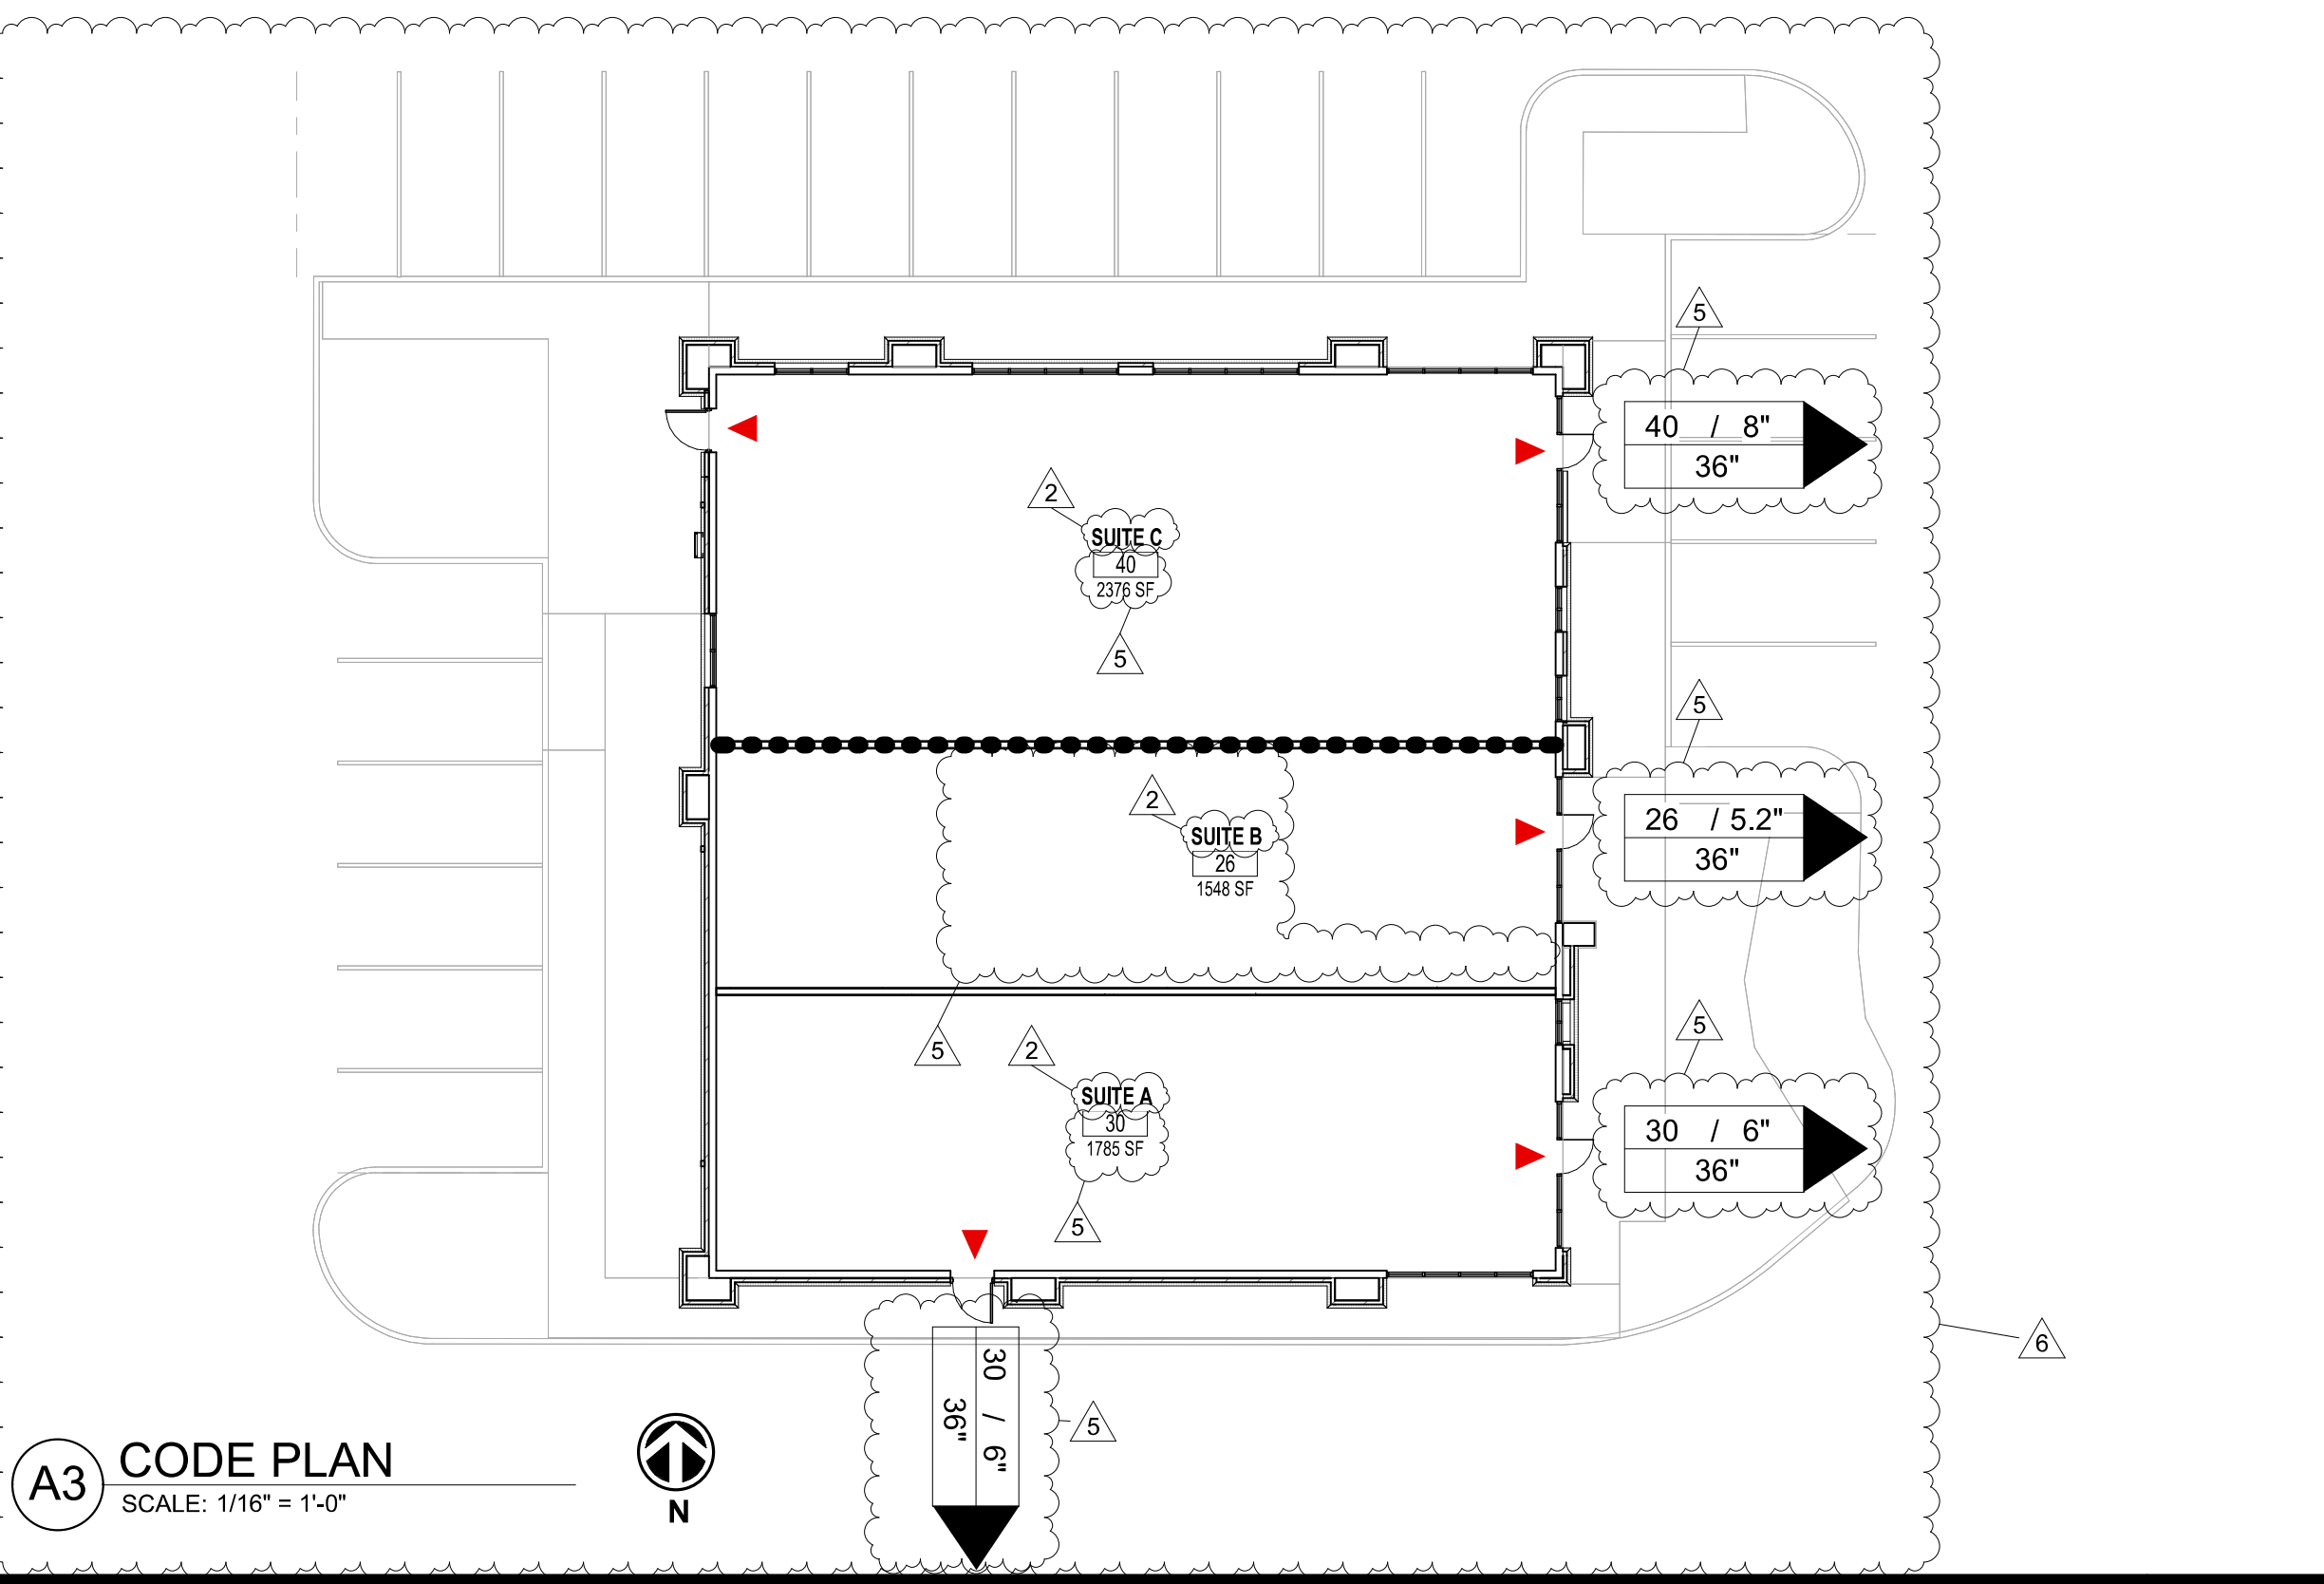 5
40 / 8"
36"
2
SUITE C
40
2376 SF
5
5
2
SUITE B
26
1548 SF
26 / 5.2"
36"
5
5
2
SUITE A
30
1785 SF
5
30 / 6"
36"
6
30 / 6"
36"
5
A3
CODE PLAN
SCALE: 1/16" = 1'-0"
N